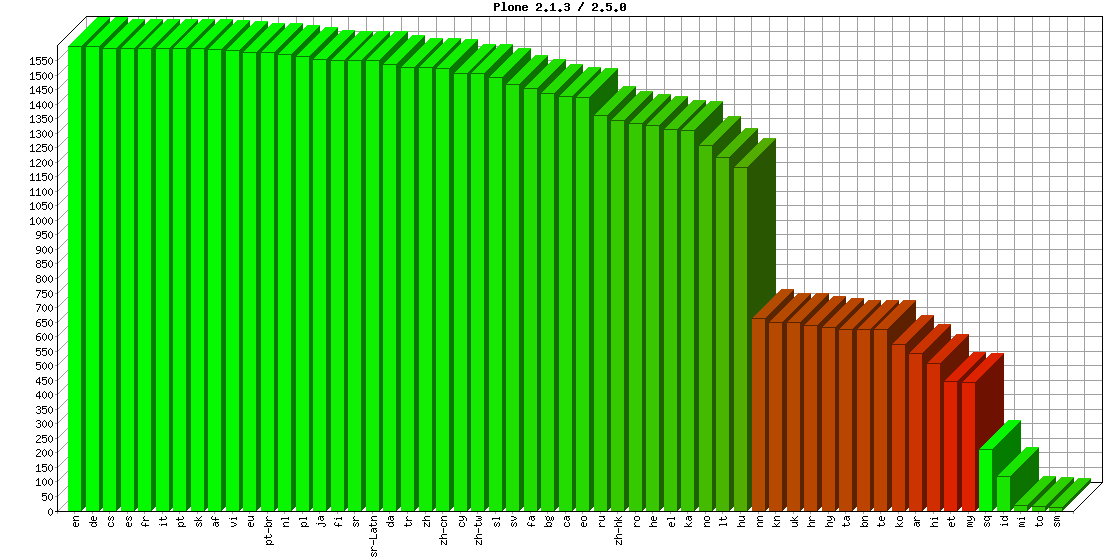 Plone 2.1.3 / 2.5.0
1550
1500
1450
1400
1350
1300
1250
1200
1150
1100
1050
1000
950
900
850
800
750
700
650
600
550
500
450
400
350
300
250
200
150
100
50
0
en
de
cs
es
fr
it
pt
sk
af
vi
eu
pt-br
nl
pl
ja
fi
sr
sr-Latn
da
tr
zh
zh-cn
cy
zh-tw
sl
sv
fa
bg
ca
eo
ru
zh-hk
ro
he
el
ka
no
lt
hu
nn
kn
uk
hr
hy
ta
bn
te
ko
ar
hi
et
my
sq
id
mi
to
sm